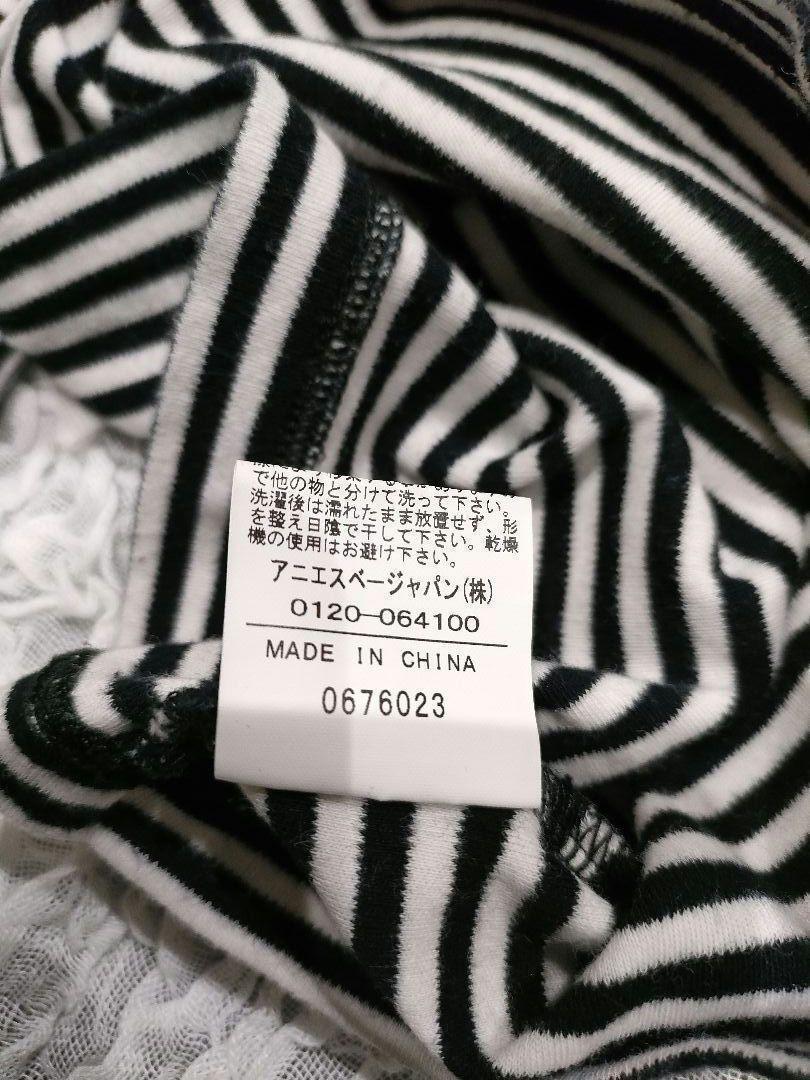 で他の物と分けて洗って下さい。
洗濯後は濡れたまま放置せず、形
を整え日陰で干して下さい。乾燥
機の使用はお避け下さい。
アニエスベージャパン(株)
0120-064100
MADE IN CHINA
0676023